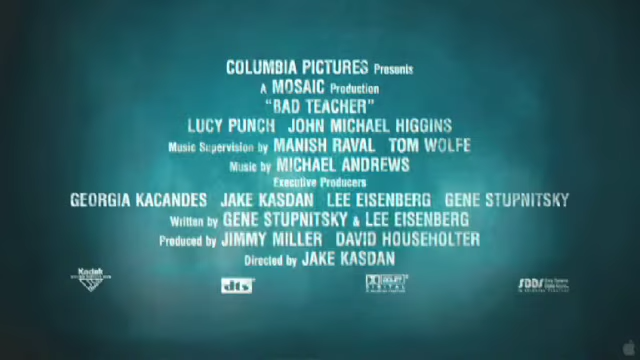 COLUMBIA PICTURES Presents
A MOSAIC Production
"BAD TEACHER"
LUCY PUNCH JOHN MICHAEL HIGGINS
Music Supervision by MANISH RAVAL TOM WOLFE
Music by MICHAEL ANDREWS
Executive Producers
GEORGIA KACANDES JAKE KASDAN LEE EISENBERG GENE STUPNITSKY
Written by GENE STUPNITSKY & LEE EISENBERG
Produced by JIMMY MILLER DAVID HOUSEHOLTER
Directed by JAKE KASDAN
Kodak
dts
DOLBY
DIGITAL
SDDS